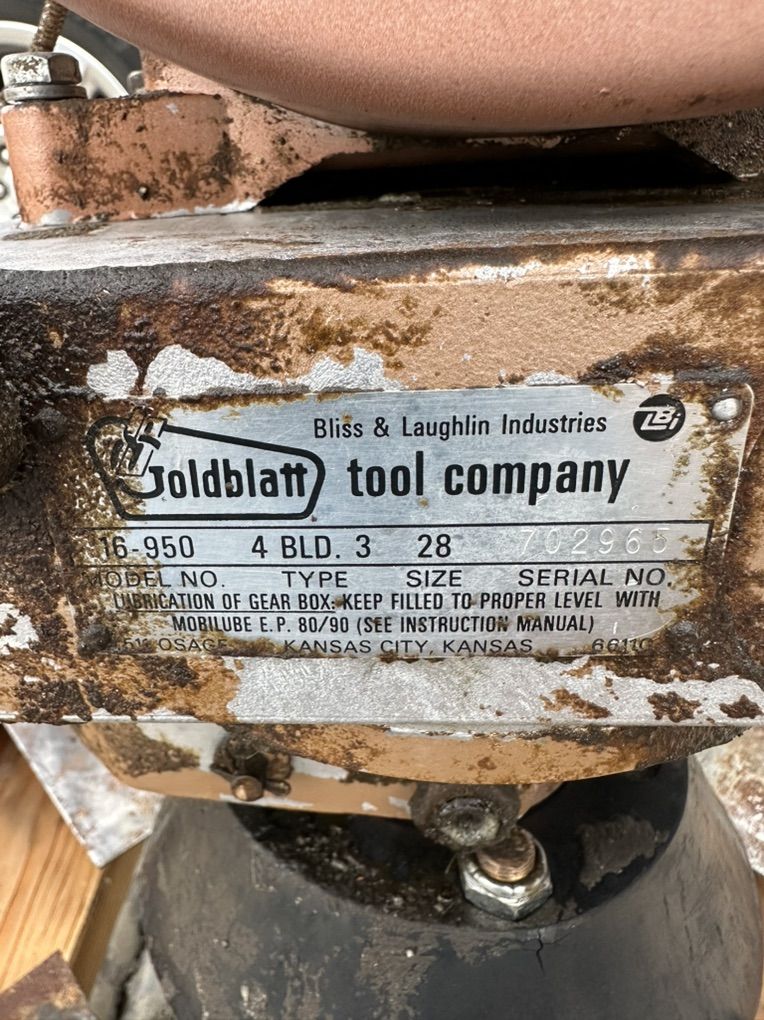 Bliss & Laughlin Industries
Goldblatt tool company
16-950 4 BLD. 3 28 702965
MODEL NO. TYPE SIZE SERIAL NO.
LUBRICATION OF GEAR BOX: KEEP FILLED TO PROPER LEVEL WITH
MOBILUBE E.P. 80/90 (SEE INSTRUCTION MANUAL)
OSAGE KANSAS CITY, KANSAS